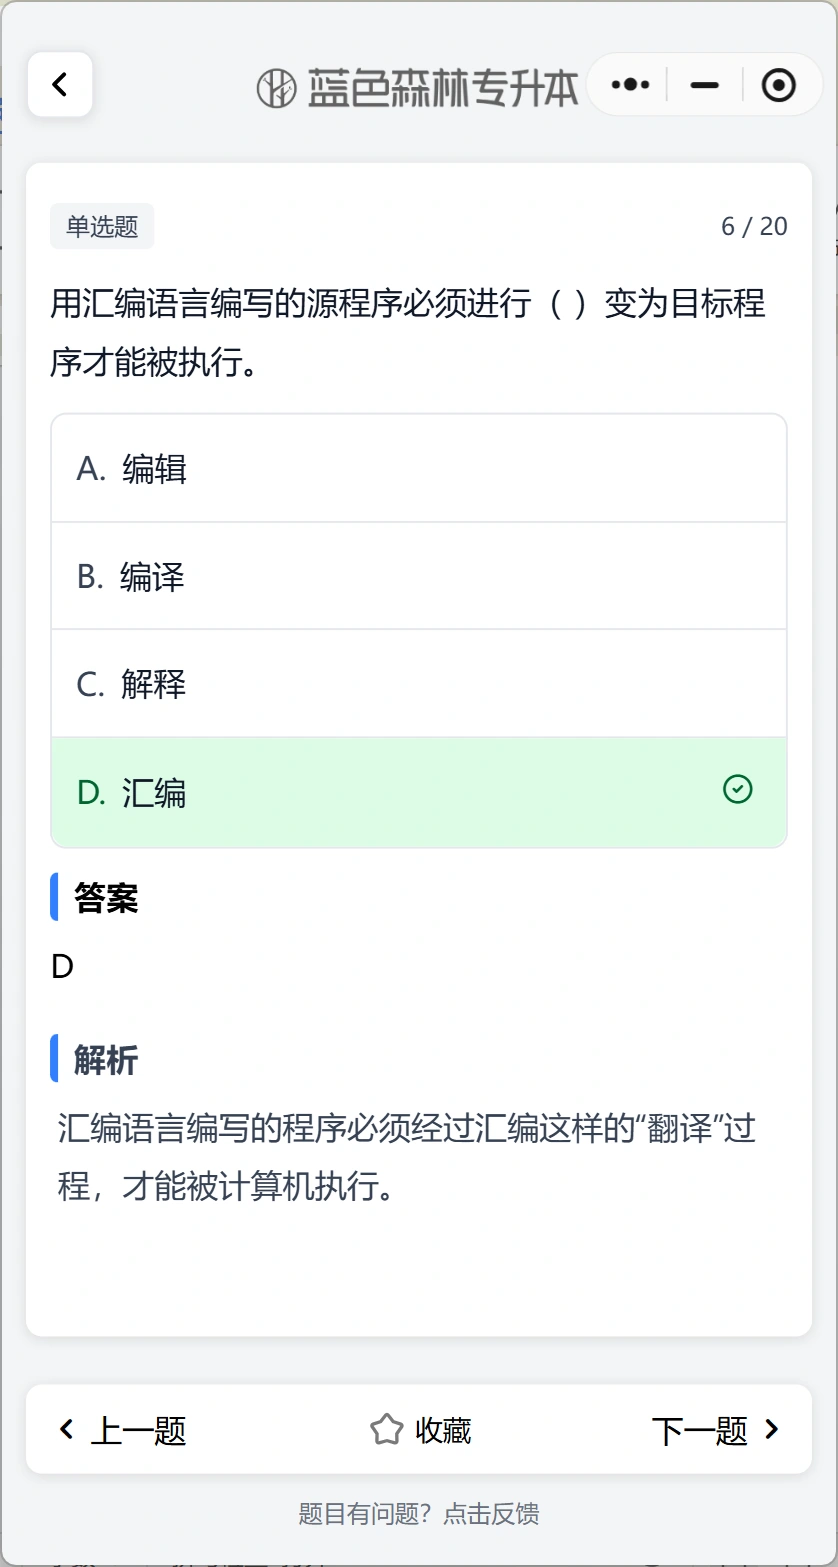 蓝色森林专升本
单选题
6 / 20
用汇编语言编写的源程序必须进行（ ）变为目标程
序才能被执行。
A. 编辑
B. 编译
C. 解释
D. 汇编
答案
D
解析
汇编语言编写的程序必须经过汇编这样的“翻译”过
程，才能被计算机执行。
上一题
收藏
下一题
题目有问题？点击反馈